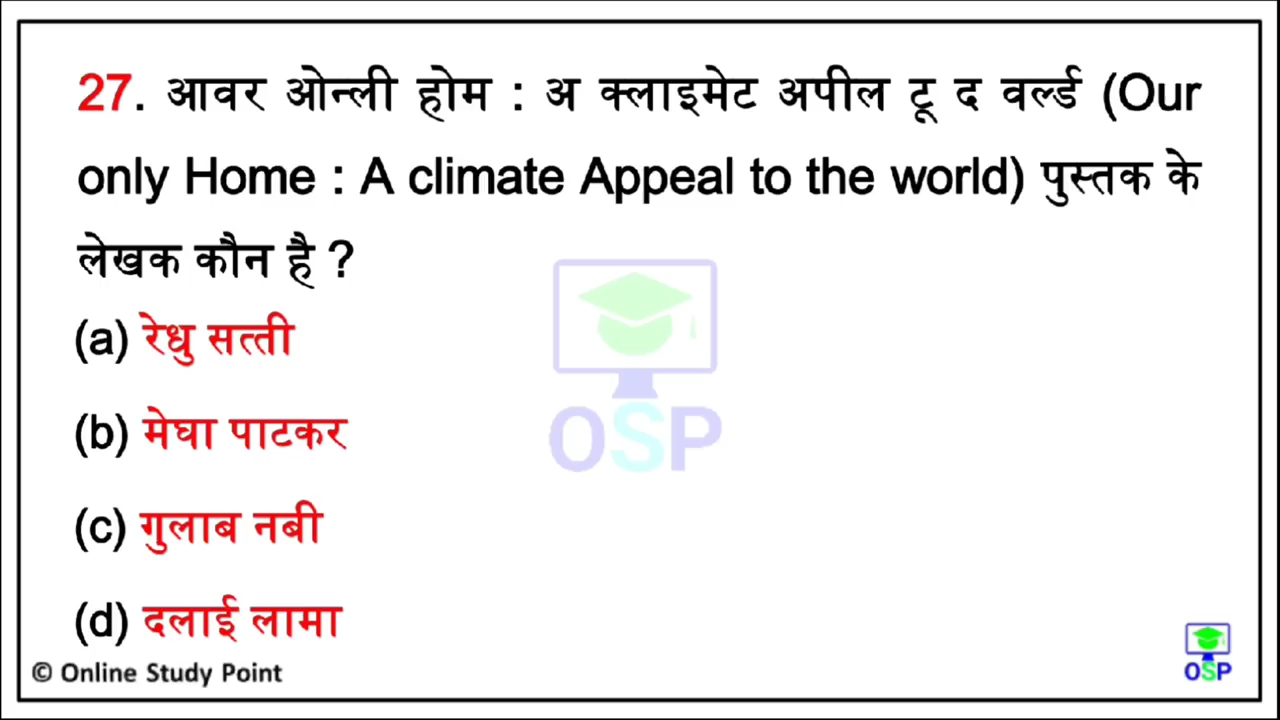 27. आवर ओन्ली होम : अ क्लाइमेट अपील टू द वर्ल्ड (Our
only Home : A climate Appeal to the world) पुस्तक के
लेखक कौन है ?
(a) रेधु सत्ती
(b) मेघा पाटकर
(c) गुलाब नबी
(d) दलाई लामा
OSP
© Online Study Point
OSP